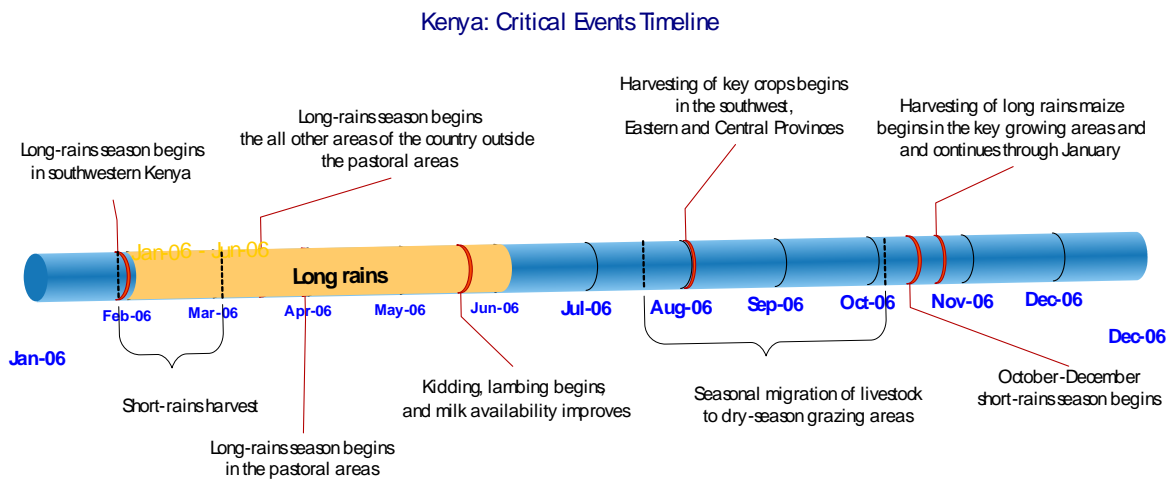 Kenya: Critical Events Timeline
Harvesting of key crops begins
in the southwest,
Eastern and Central Provinces
Harvesting of long rains maize
begins in the key growing areas and
and continues through January
Long-rains season begins
the all other areas of the country outside
the pastoral areas
Long-rains season begins
in southwestern Kenya
Jan-06 - Jun-06
Long rains
Feb-06
Mar-06
Apr-06
May-06
Jun-06
Jul-06
Aug-06
Sep-06
Oct-06
Nov-06
Dec-06
Jan-06
Dec-06
Short-rains harvest
Kidding, lambing begins,
and milk availability improves
Seasonal migration of livestock
to dry-season grazing areas
October-December
short-rains season begins
Long-rains season begins
in the pastoral areas